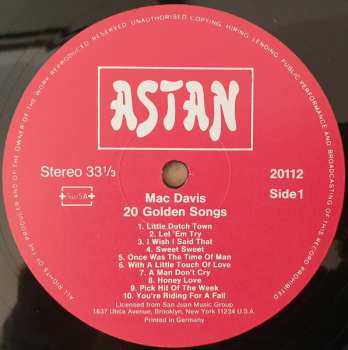 ALL RIGHTS OF THE PRODUCER AND OF THE OWNER OF THE WORK REPRODUCED RESERVED. UNAUTHORISED COPYING, HIRING, LENDING, PUBLIC PERFORMANCE AND BROADCASTING OF THIS RECORD PROHIBITED
ASTAN
Stereo 33⅓
20112
SuSA
Side 1
Mac Davis
20 Golden Songs
1. Little Dutch Town
2. Let 'Em Try
3. I Wish I Said That
4. Sweet Sweet
5. Once Was The Time Of Man
6. With A Little Touch Of Love
7. A Man Don't Cry
8. Honey Love
9. Pick Hit Of The Week
10. You're Riding For A Fall
Licensed from San Juan Music Group
1637 Utica Avenue, Brooklyn, New York 11234 U.S.A.
Printed in Germany